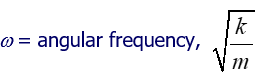 ω = angular frequency, √(k/m)